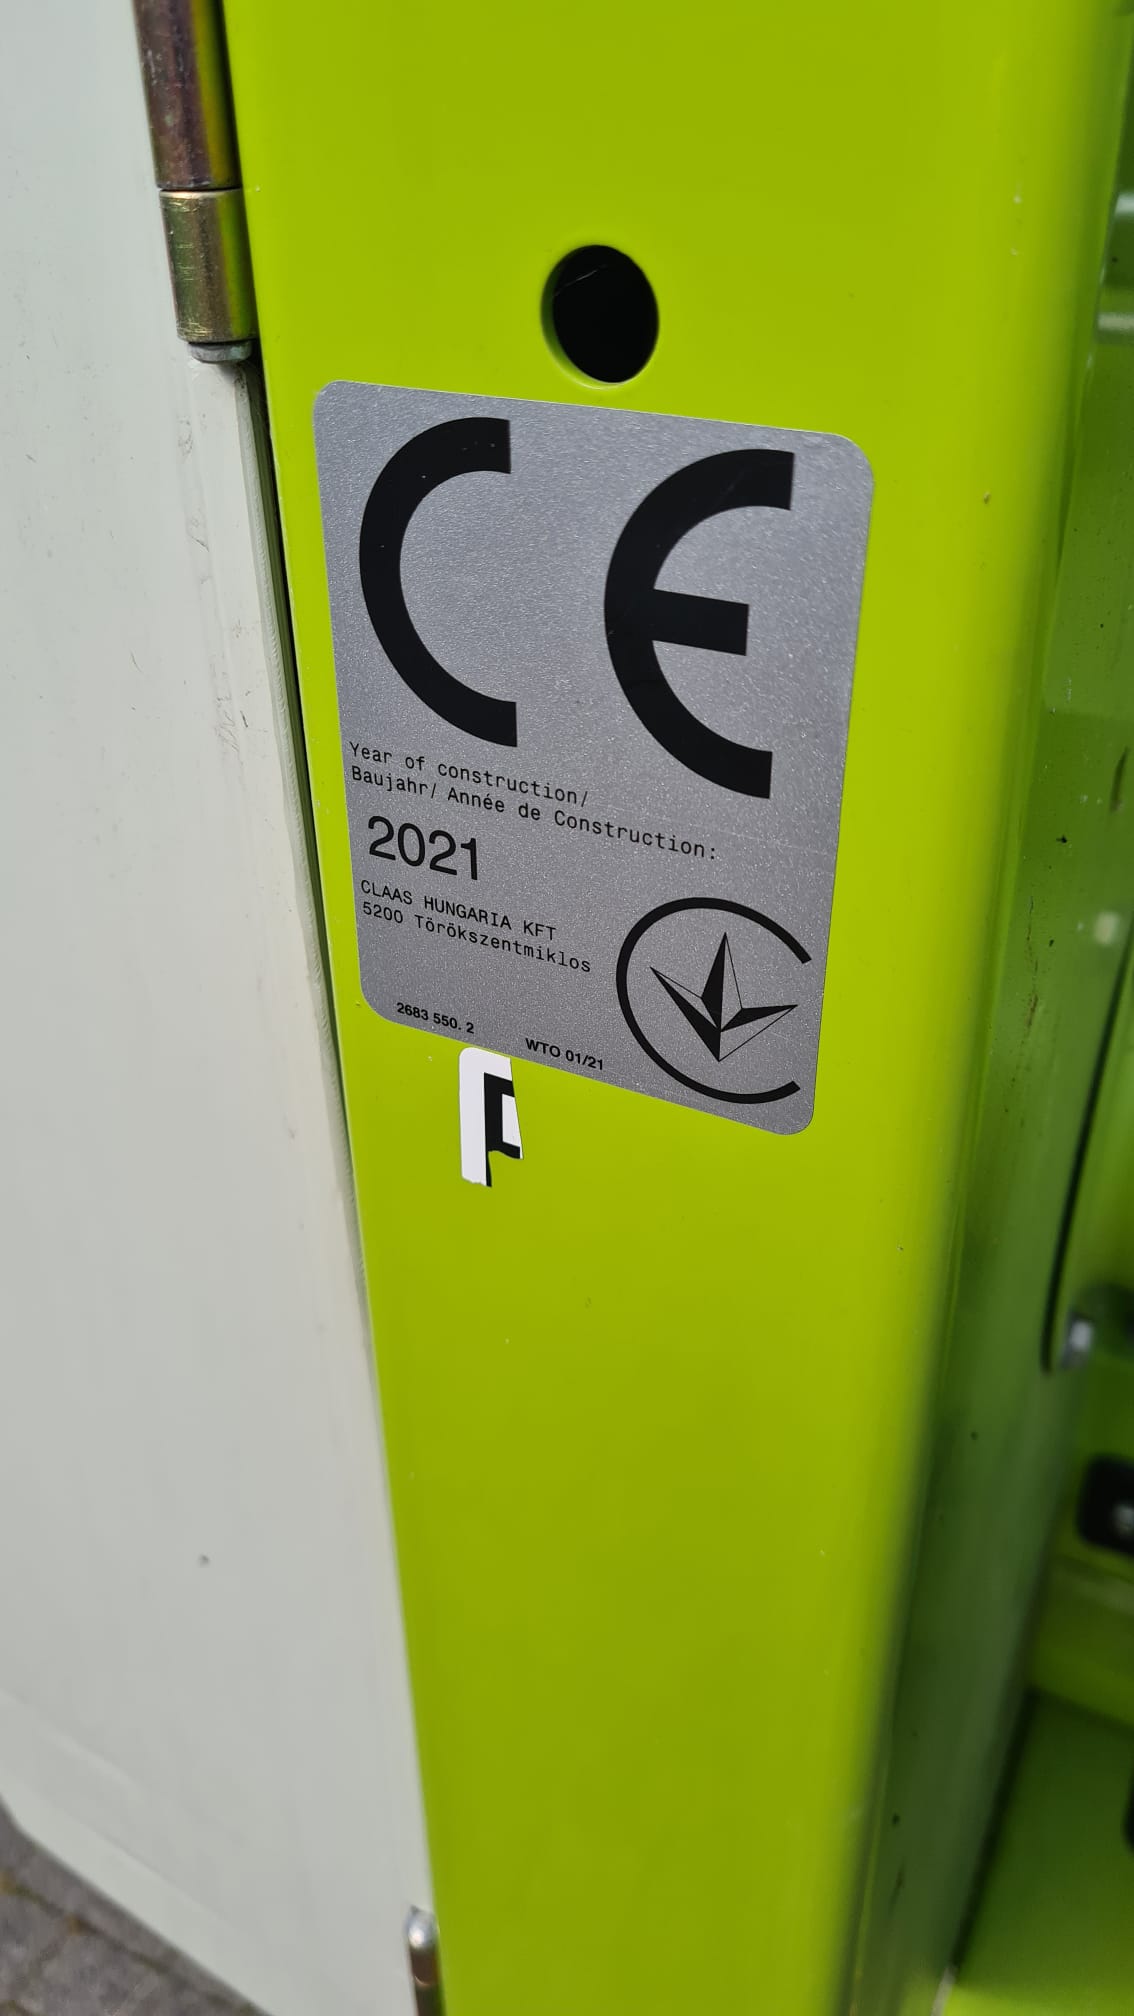 CE
Year of construction/
Baujahr/ Année de Construction:
2021
CLAAS HUNGARIA KFT
5200 Törökszentmiklos
2683 550. 2
WTO 01/21